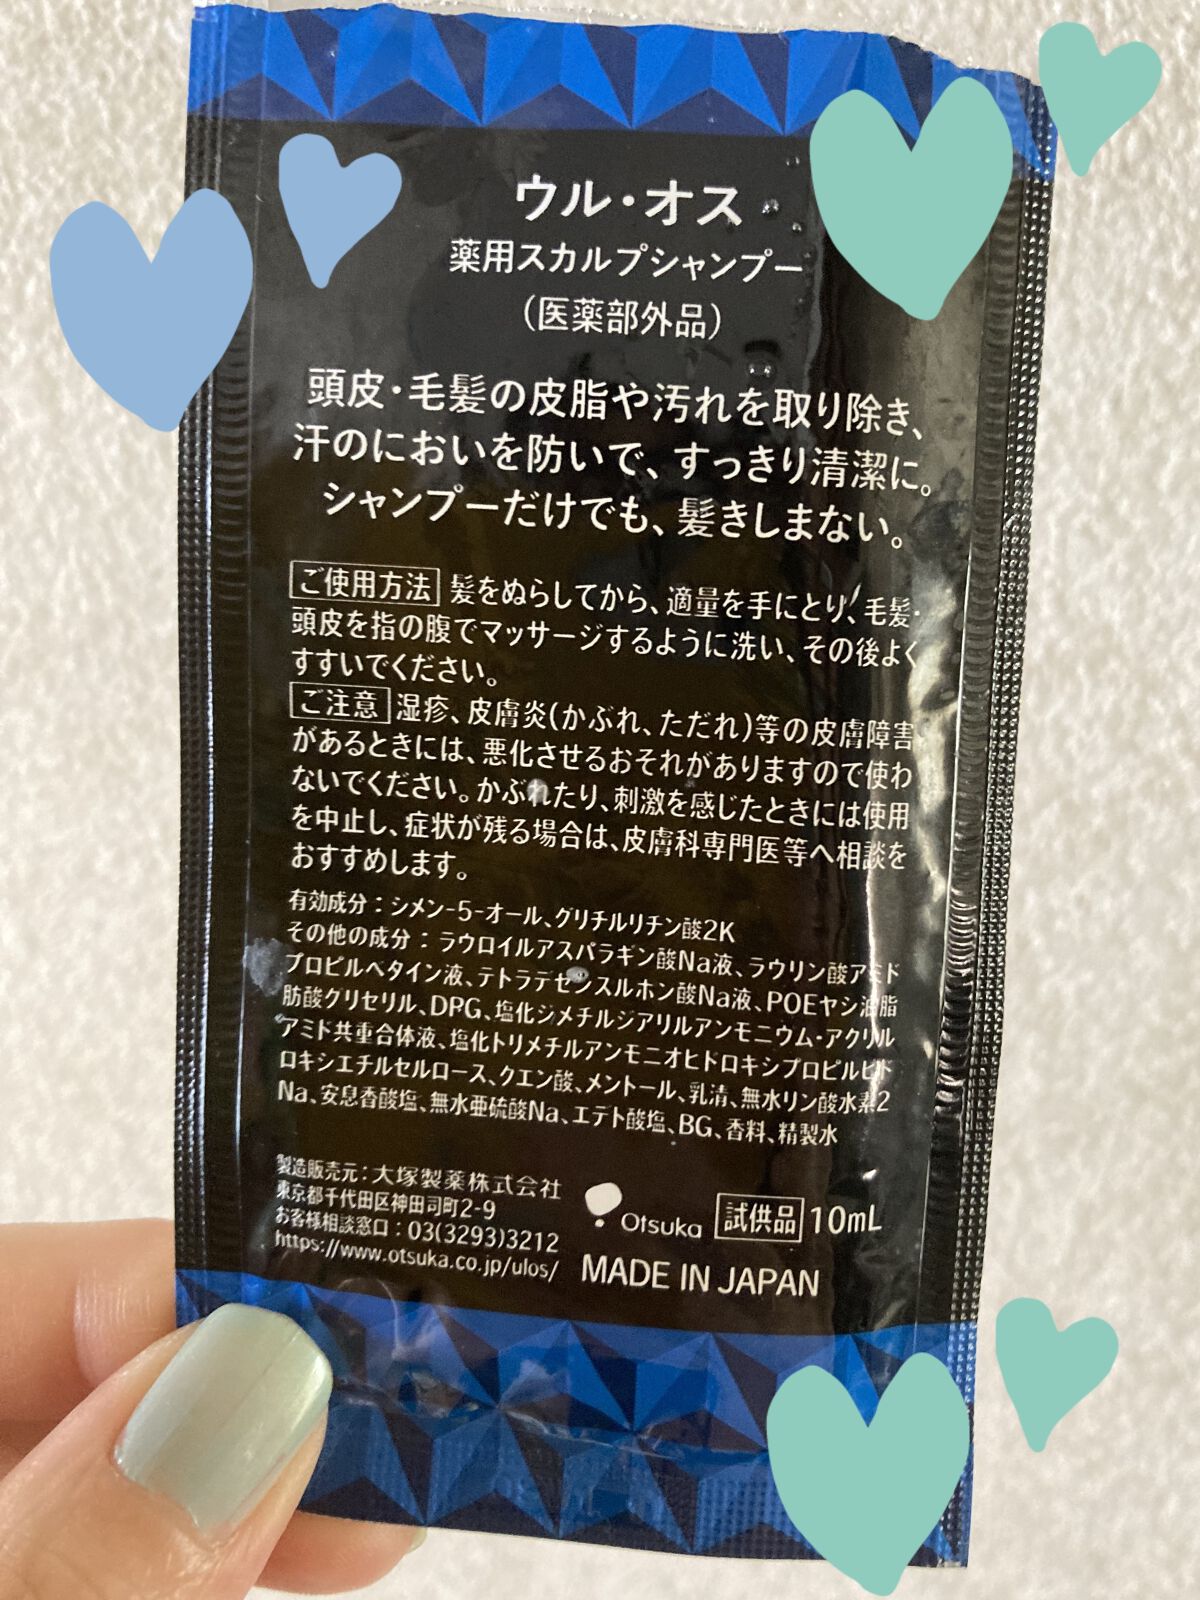 ウル・オス
薬用スカルプシャンプー
（医薬部外品）
頭皮・毛髪の皮脂や汚れを取り除き、
汗のにおいを防いで、すっきり清潔に。
シャンプーだけでも、髪きしまない。
ご使用方法 髪をぬらしてから、適量を手にとり、毛髪・
頭皮を指の腹でマッサージするように洗い、その後よく
すすいでください。
ご注意 湿疹、皮膚炎(かぶれ、ただれ)等の皮膚障害
があるときには、悪化させるおそれがありますので使わ
ないでください。かぶれたり、刺激を感じたときには使用
を中止し、症状が残る場合は、皮膚科専門医等へ相談を
おすすめします。
有効成分：シメン-5-オール、グリチルリチン酸2K
その他の成分：ラウロイルアスパラギン酸Na液、ラウリン酸アミド
プロピルベタイン液、テトラデセンスルホン酸Na液、POEヤシ油脂
肪酸グリセリル、DPG、塩化ジメチルジアリルアンモニウム・アクリル
アミド共重合体液、塩化トリメチルアンモニオヒドロキシプロピルヒド
ロキシエチルセルロース、クエン酸、メントール、乳清、無水リン酸水素2
Na、安息香酸塩、無水亜硫酸Na、エデト酸塩、BG、香料、精製水
製造販売元：大塚製薬株式会社
東京都千代田区神田司町2-9
お客様相談窓口：03(3293)3212
https://www.otsuka.co.jp/ulos/
Otsuka 試供品 10mL
MADE IN JAPAN